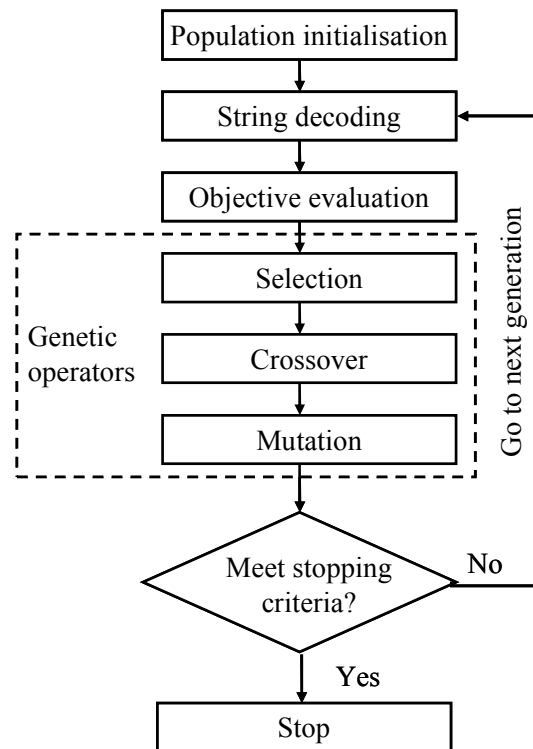 Population initialisation
String decoding
Objective evaluation
Selection
Genetic
operators
Crossover
Mutation
Go to next generation
Meet stopping
criteria?
No
Yes
Stop